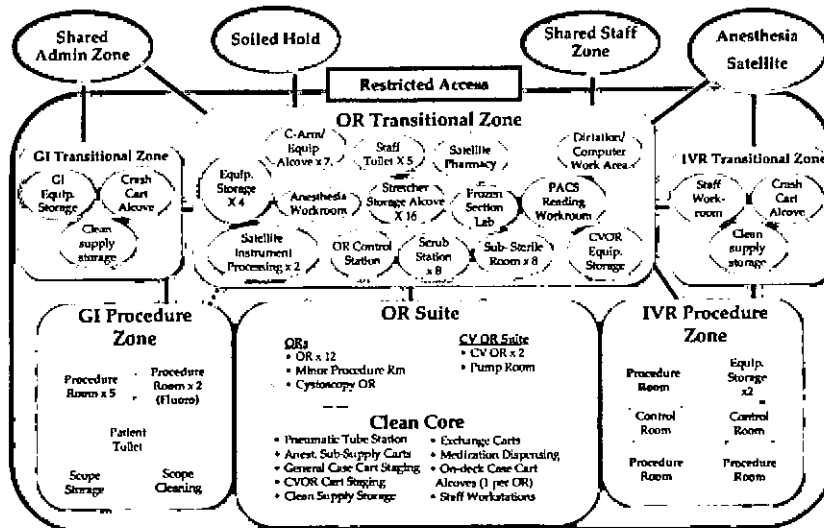 Shared
Admin Zone
Soiled Hold
Shared Staff
Zone
Anesthesia
Satellite
Restricted Access
OR Transitional Zone
C-Arm/
Equip
Alcove x 7
Staff
Toilet X 5
Satellite
Pharmacy
Dictation/
Computer
Work Area
Equip.
Storage
X 4
Anesthesia
Workroom
Stretcher
Storage Alcove
X 16
Frozen
Section
Lab
PACS
Reading
Workroom
Satellite
Instrument
Processing x 2
OR Control
Station
Scrub
Station
x 8
Sub-Sterile
Room x 8
CVOR
Equip.
Storage
GI Transitional Zone
GI
Equip.
Storage
Crash
Cart
Alcove
Clean
supply
storage
IVR Transitional Zone
Staff
Work-
room
Crash
Cart
Alcove
Clean
supply
storage
GI Procedure
Zone
Procedure
Room x 5
Procedure
Room x 2
(Fluoro)
Patient
Toilet
Scope
Storage
Scope
Cleaning
OR Suite
ORs
• OR x 12
• Minor Procedure Rm
• Cystoscopy OR
CV OR Suite
• CV OR x 2
• Pump Room
Clean Core
• Pneumatic Tube Station
• Anest. Sub-Supply Carts
• General Case Cart Staging
• CVOR Cart Staging
• Clean Supply Storage
• Exchange Carts
• Medication Dispensing
• On-deck Case Cart
Alcoves (1 per OR)
• Staff Workstations
IVR Procedure
Zone
Procedure
Room
Equip.
Storage
x2
Control
Room
Control
Room
Procedure
Room
Procedure
Room